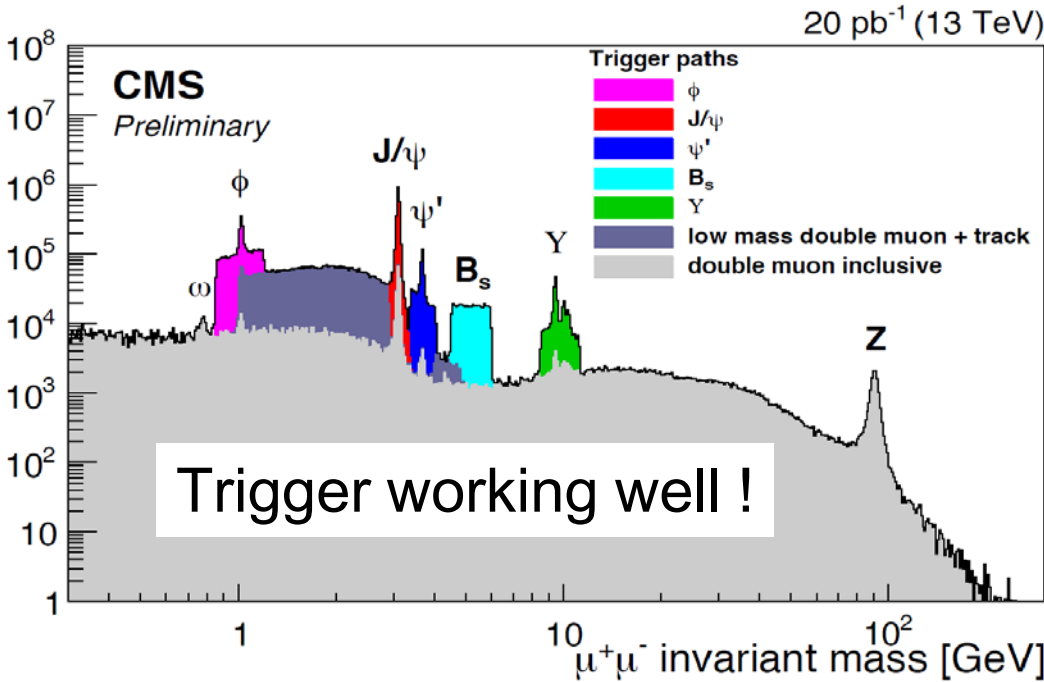 20 pb⁻¹ (13 TeV)
CMS
Preliminary
Trigger paths
ϕ
J/ψ
ψ'
Bₛ
Υ
low mass double muon + track
double muon inclusive
ω
ϕ
J/ψ
ψ'
Bₛ
Υ
Z
10⁸
10⁷
10⁶
10⁵
10⁴
10³
10²
10
1
Trigger working well !
1 10 10²
μ⁺μ⁻ invariant mass [GeV]